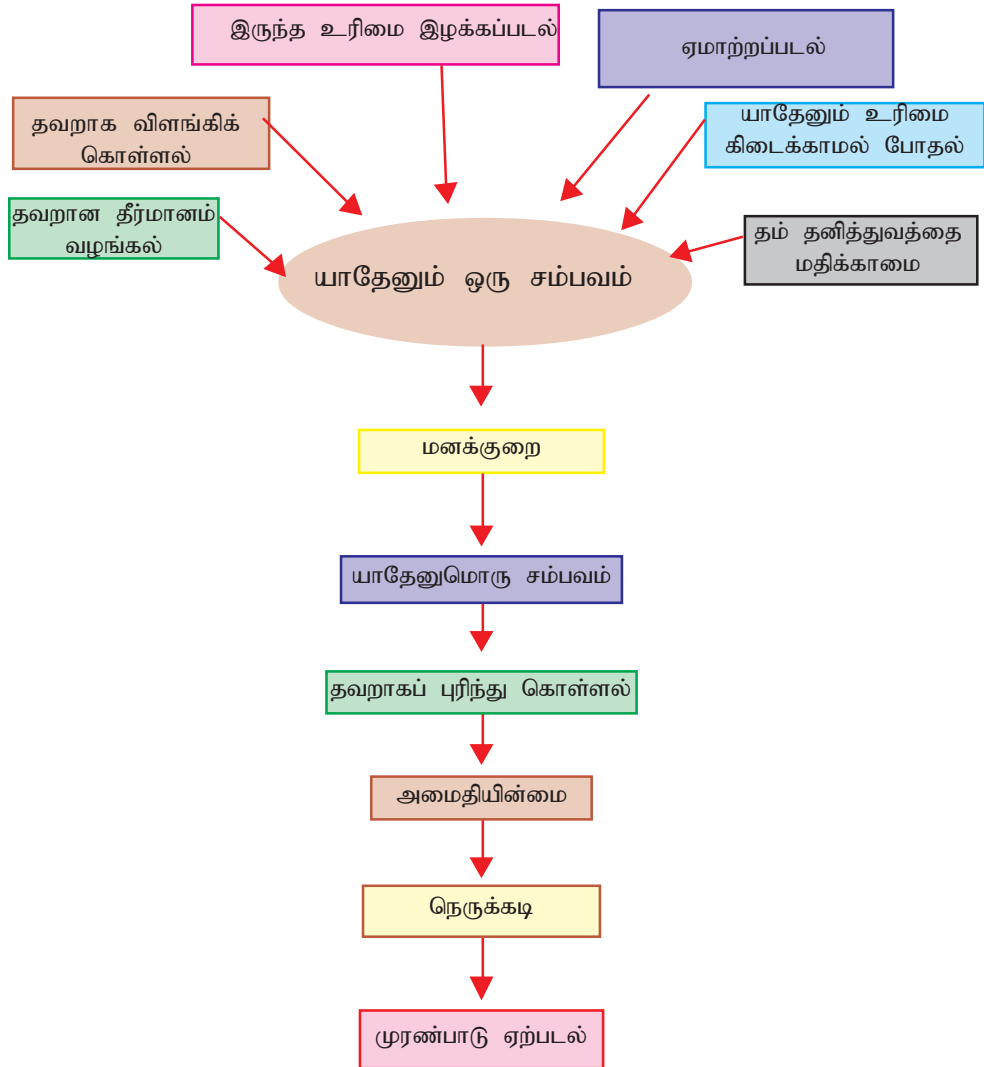 இருந்த உரிமை இழக்கப்படல்
ஏமாற்றப்படல்
தவறாக விளங்கிக்
கொள்ளல்
யாதேனும் உரிமை
கிடைக்காமல் போதல்
தவறான தீர்மானம்
வழங்கல்
தம் தனித்துவத்தை
மதிக்காமை
யாதேனும் ஒரு சம்பவம்
மனக்குறை
யாதேனுமொரு சம்பவம்
தவறாகப் புரிந்து கொள்ளல்
அமைதியின்மை
நெருக்கடி
முரண்பாடு ஏற்படல்